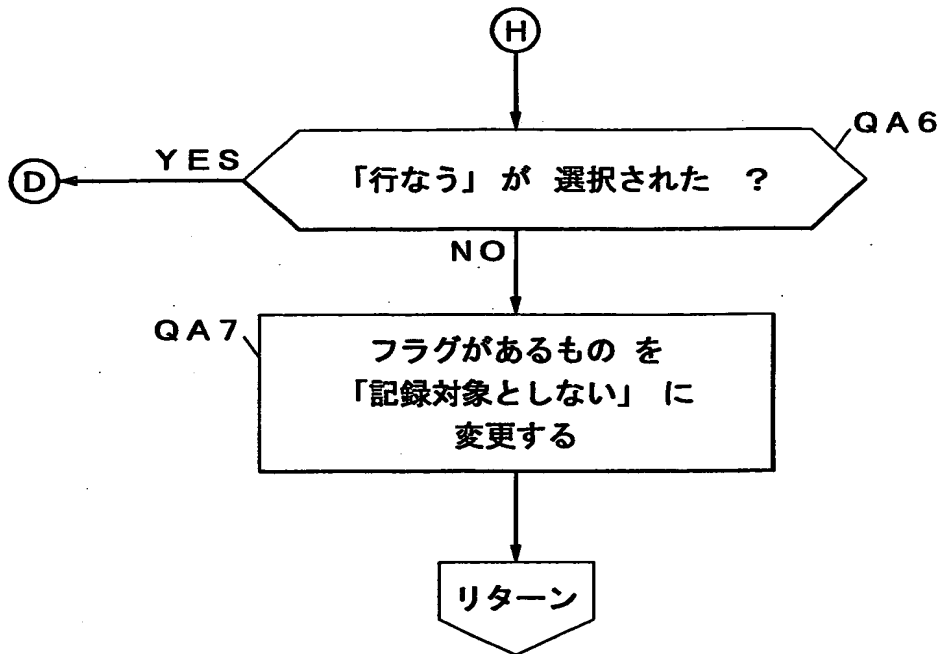 H
QA6
YES
D
「行なう」が 選択された ?
NO
QA7
フラグがあるもの を
「記録対象としない」 に
変更する
リターン